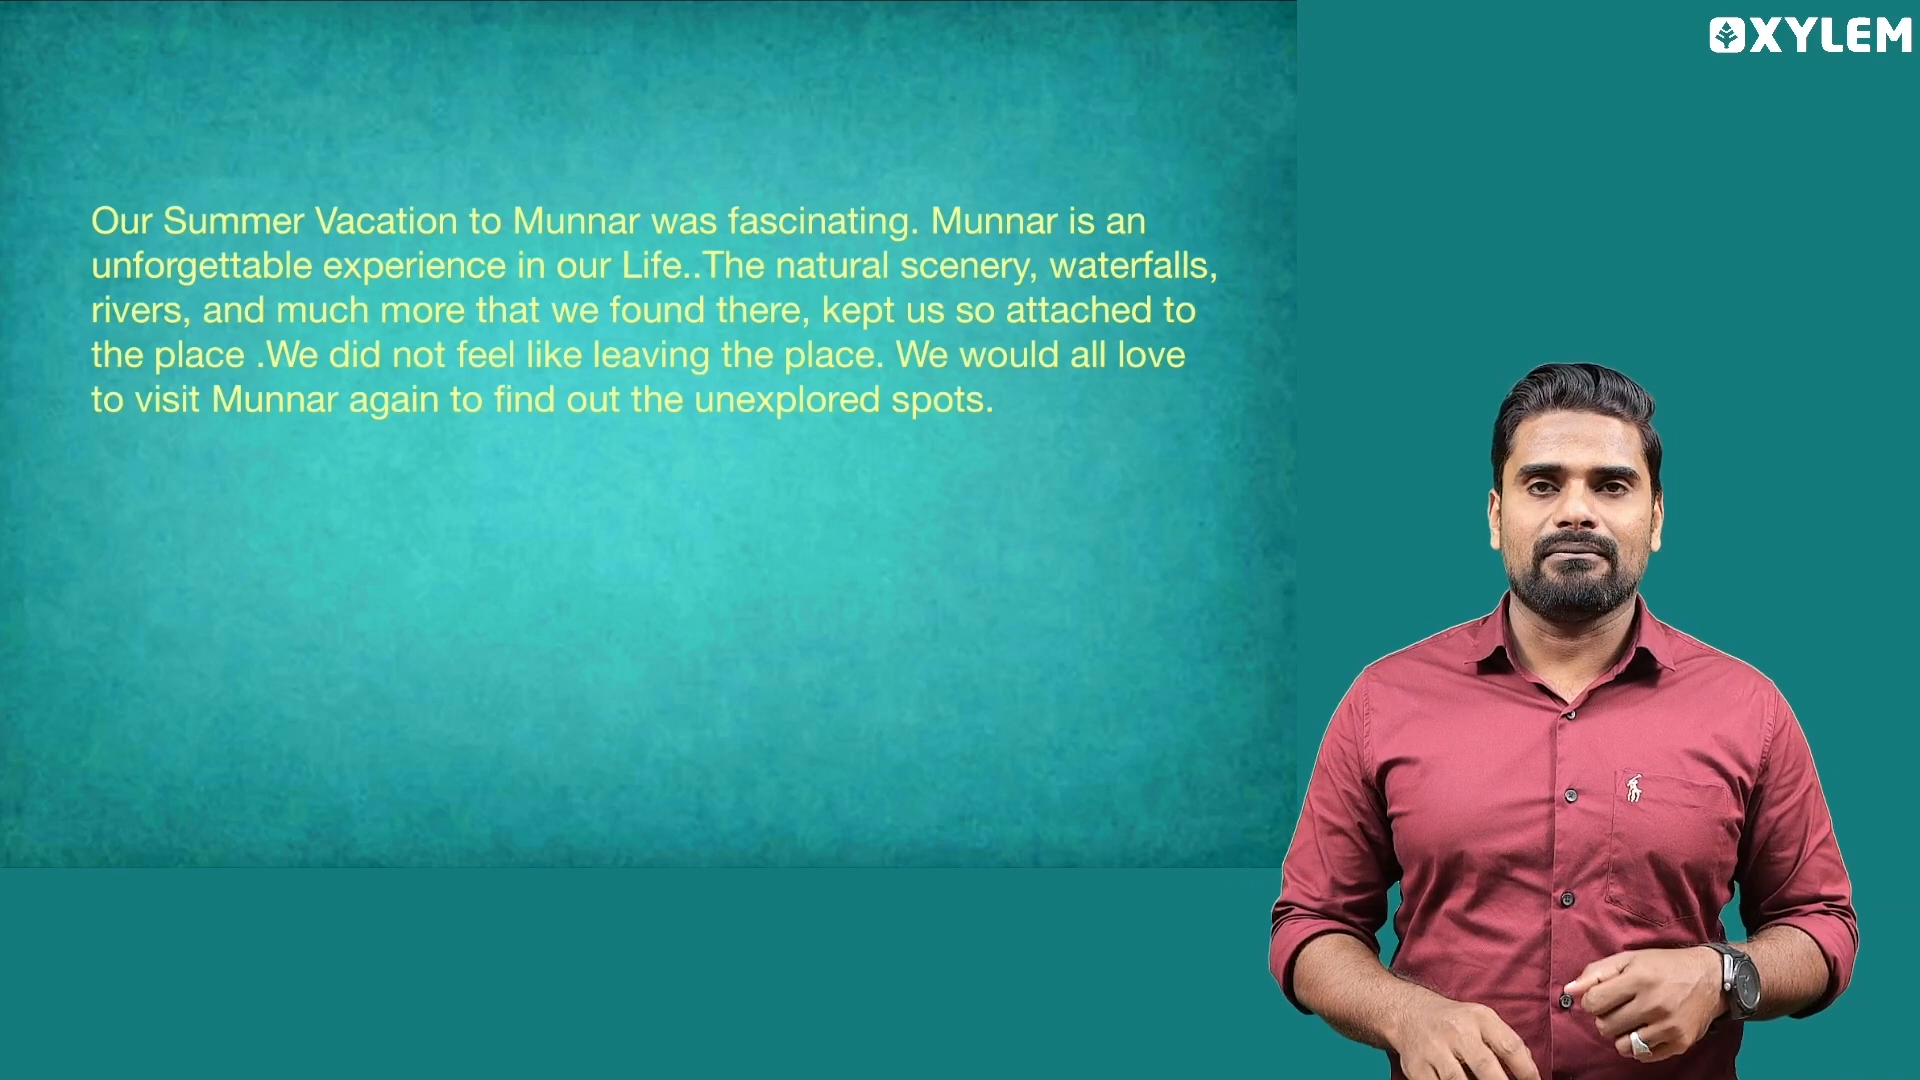 XYLEM
Our Summer Vacation to Munnar was fascinating. Munnar is an
unforgettable experience in our Life..The natural scenery, waterfalls,
rivers, and much more that we found there, kept us so attached to
the place .We did not feel like leaving the place. We would all love
to visit Munnar again to find out the unexplored spots.